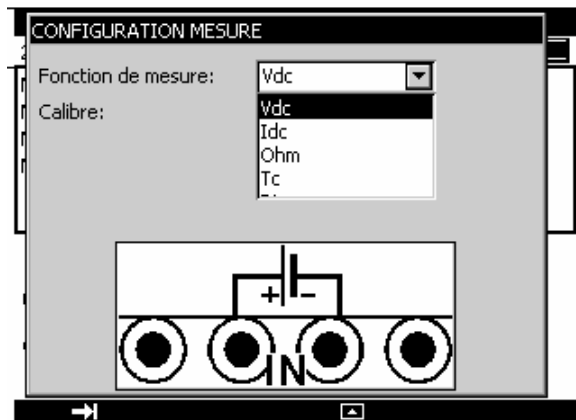 CONFIGURATION MESURE
Fonction de mesure: Vdc
Calibre:
Vdc
Idc
Ohm
Tc
+ -
IN